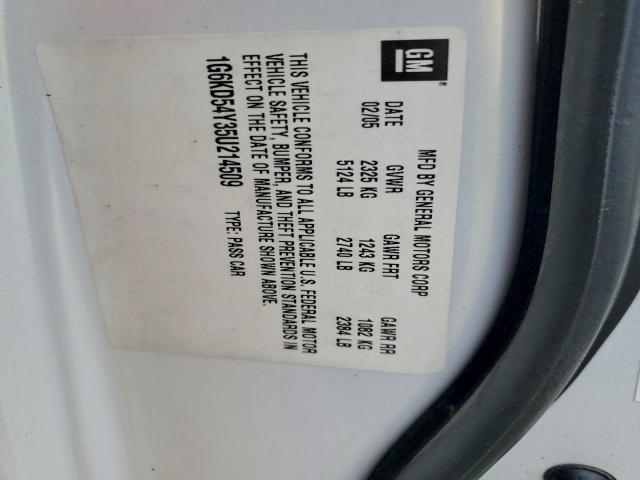 GM
®
MFD BY GENERAL MOTORS CORP
DATE GVWR GAWR FRT GAWR RR
02/05 2325 KG 1243 KG 1082 KG
5124 LB 2740 LB 2384 LB
THIS VEHICLE CONFORMS TO ALL APPLICABLE U.S. FEDERAL MOTOR
VEHICLE SAFETY, BUMPER, AND THEFT PREVENTION STANDARDS IN
EFFECT ON THE DATE OF MANUFACTURE SHOWN ABOVE.
1G6KD54Y35U214509 TYPE: PASS CAR